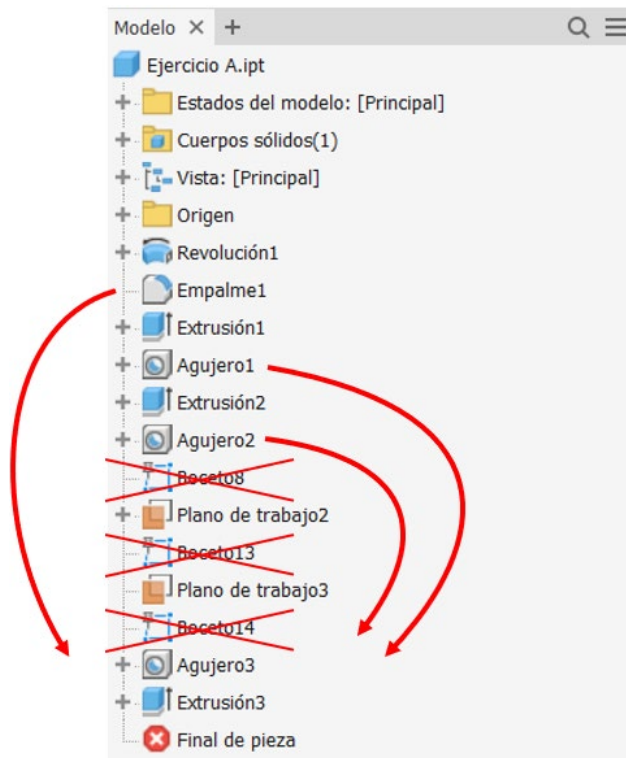 Modelo × +
Ejercicio A.ipt
Estados del modelo: [Principal]
Cuerpos sólidos(1)
Vista: [Principal]
Origen
Revolución1
Empalme1
Extrusión1
Agujero1
Extrusión2
Agujero2
Boceto8
Plano de trabajo2
Boceto13
Plano de trabajo3
Boceto14
Agujero3
Extrusión3
Final de pieza